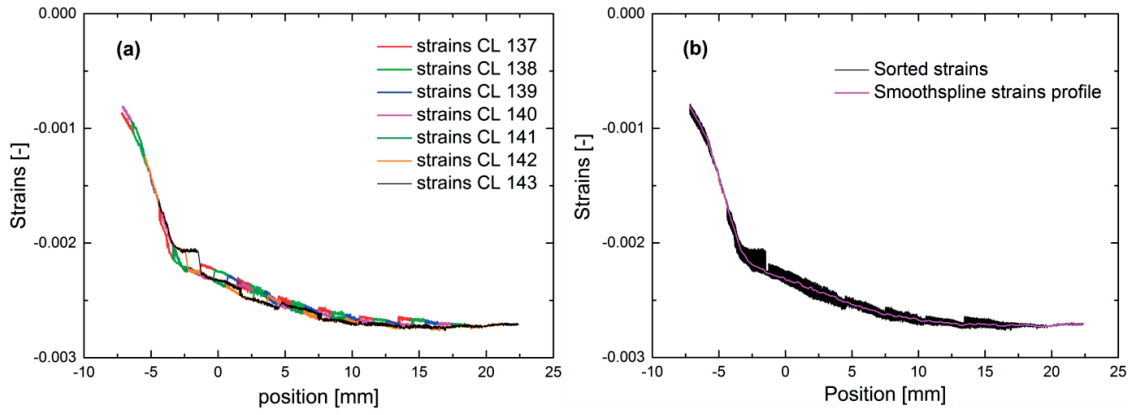 (a)
strains CL 137
strains CL 138
strains CL 139
strains CL 140
strains CL 141
strains CL 142
strains CL 143
0.000
-0.001
-0.002
-0.003
Strains [-]
-10 -5 0 5 10 15 20 25
position [mm]
(b)
Sorted strains
Smoothspline strains profile
0.000
-0.001
-0.002
-0.003
Strains [-]
-10 -5 0 5 10 15 20 25
Position [mm]